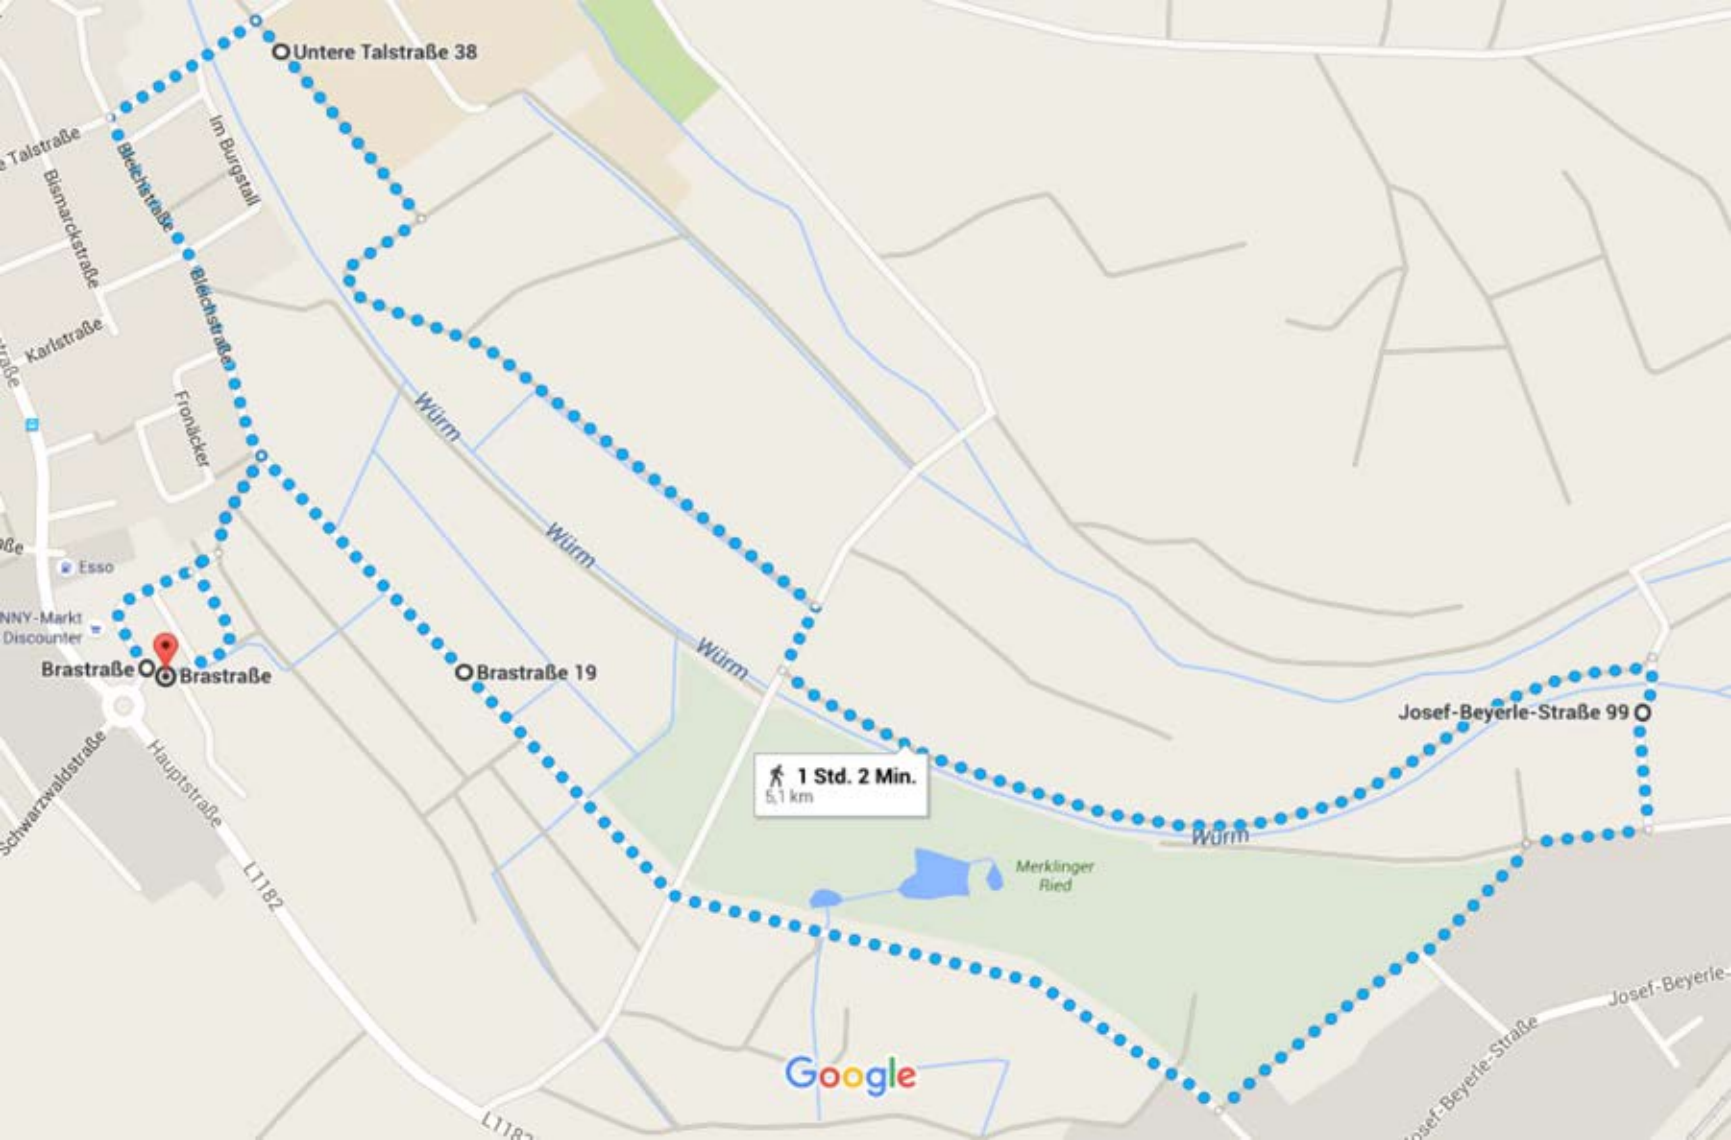 Untere Talstraße 38
e Talstraße
Im Burgstall
Bleichstraße
Bismarckstraße
Bleichstraße
Karlstraße
traße
Fronäcker
Würm
Würm
Würm
ße
Esso
NNY-Markt
Discounter
Brastraße
Brastraße
Brastraße 19
Josef-Beyerle-Straße 99
Schwarzwaldstraße
Hauptstraße
1 Std. 2 Min.
5,1 km
Würm
Merklinger
Ried
L1182
Josef-Beyerle-
Josef-Beyerle-Straße
Google
L1182